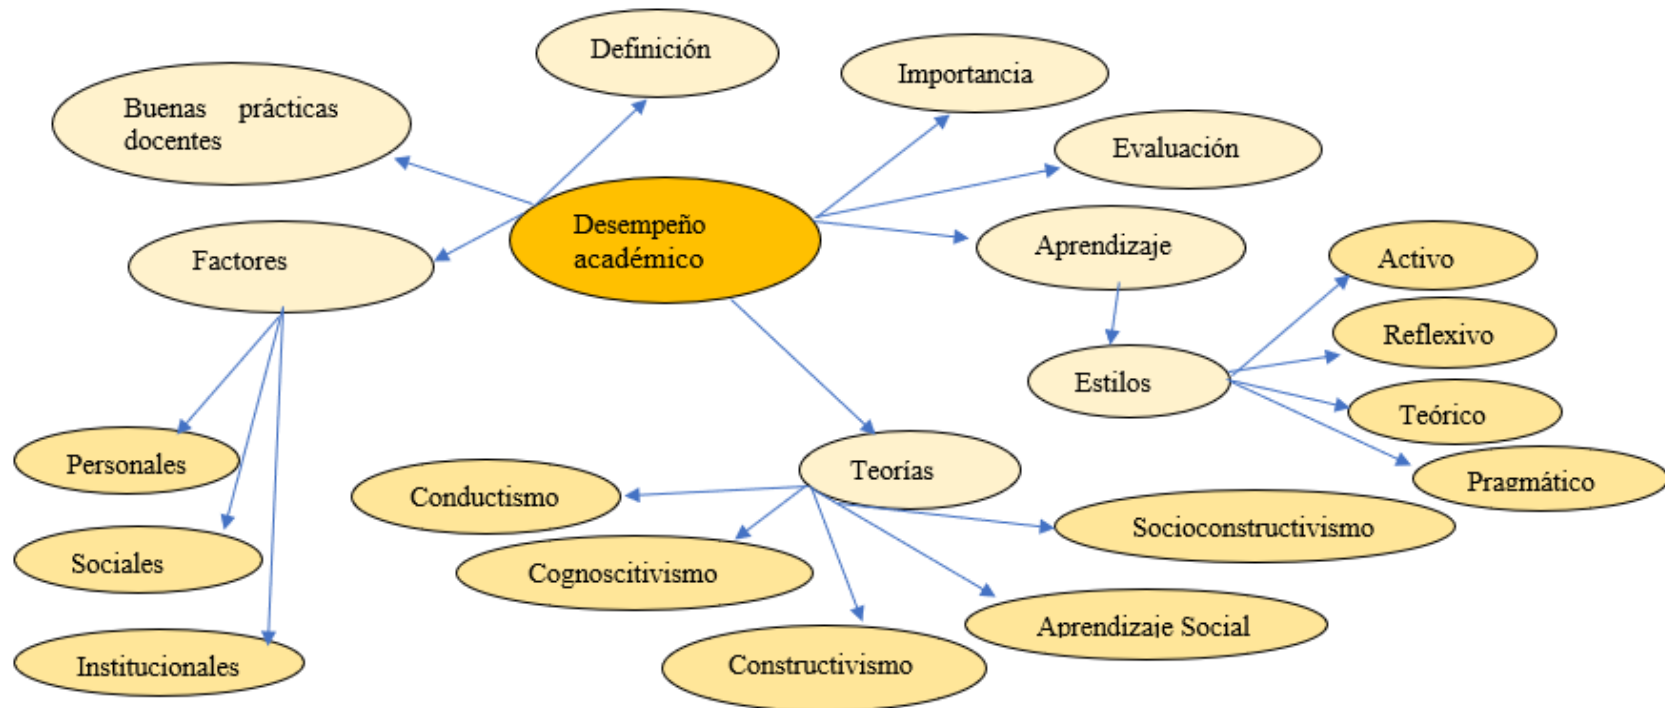 Definición
Importancia
Buenas prácticas
docentes
Evaluación
Desempeño
académico
Factores
Aprendizaje
Activo
Reflexivo
Estilos
Teórico
Personales
Teorías
Pragmático
Conductismo
Socioconstructivismo
Sociales
Cognoscitivismo
Aprendizaje Social
Institucionales
Constructivismo